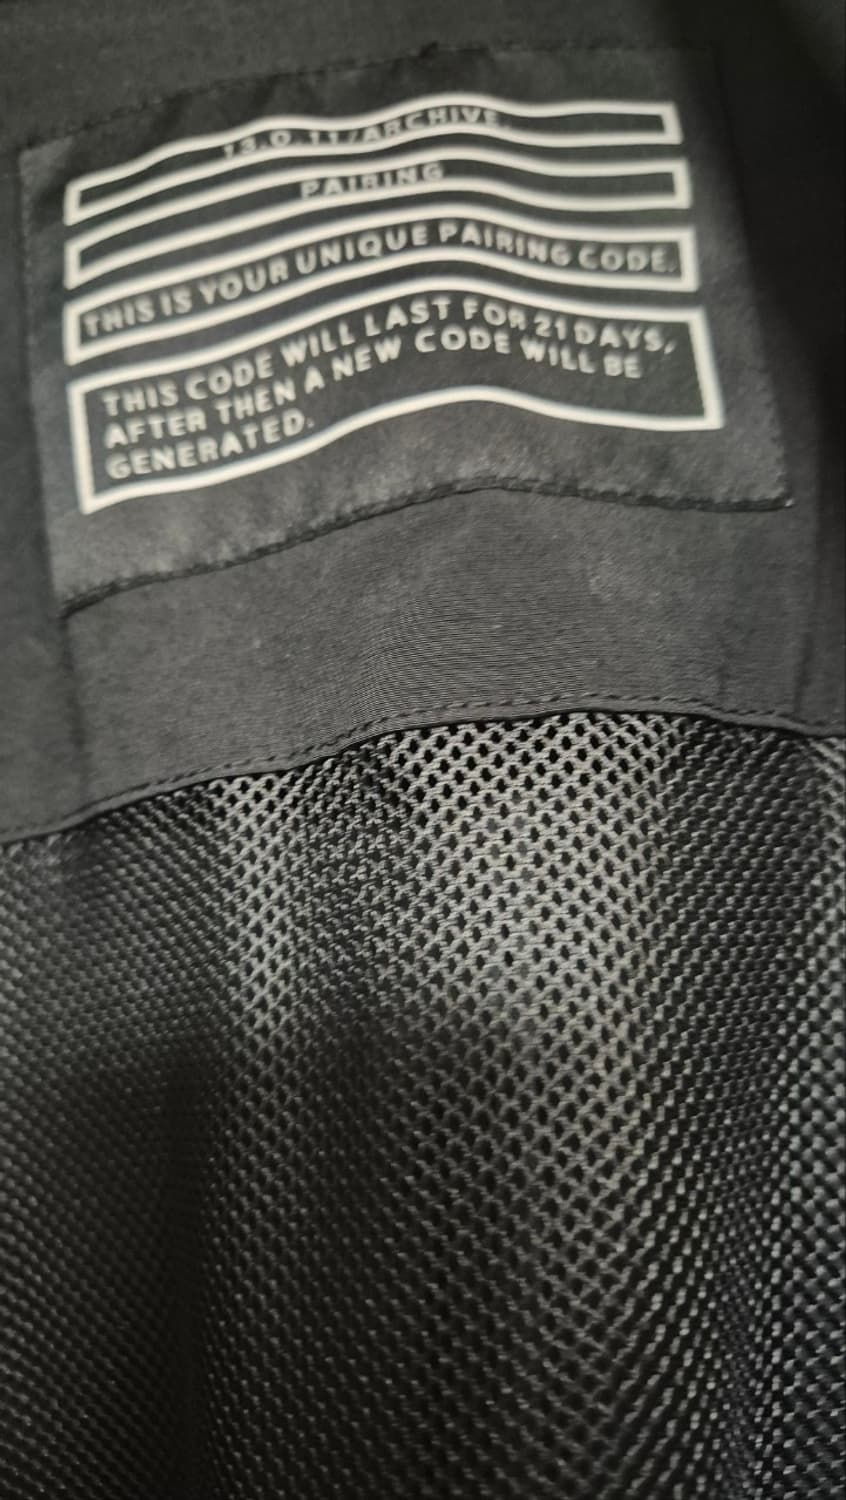 13.0.11/ARCHIVE.
PAIRING
THIS IS YOUR UNIQUE PAIRING CODE.
THIS CODE WILL LAST FOR 21 DAYS,
AFTER THEN A NEW CODE WILL BE
GENERATED.